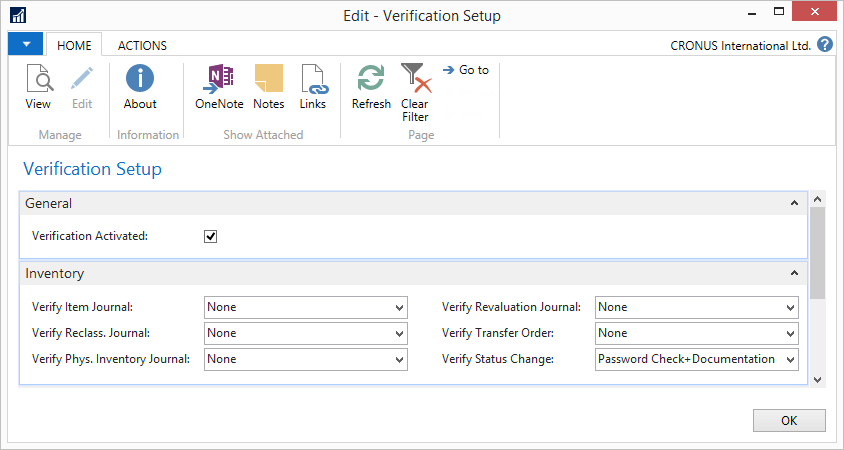 Edit - Verification Setup
HOME ACTIONS CRONUS International Ltd. ?
View Edit About OneNote Notes Links Refresh Clear Filter Go to
Manage Information Show Attached Page
Verification Setup
General
Verification Activated:
Inventory
Verify Item Journal: None Verify Revaluation Journal: None
Verify Reclass. Journal: None Verify Transfer Order: None
Verify Phys. Inventory Journal: None Verify Status Change: Password Check+Documentation
OK